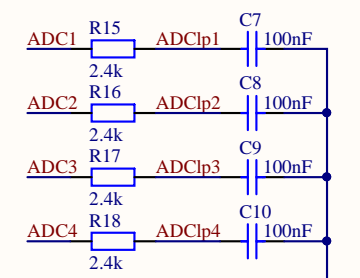 C7
ADC1 R15 ADClp1 100nF
2.4k
C8
ADC2 R16 ADClp2 100nF
2.4k
C9
ADC3 R17 ADClp3 100nF
2.4k
C10
ADC4 R18 ADClp4 100nF
2.4k